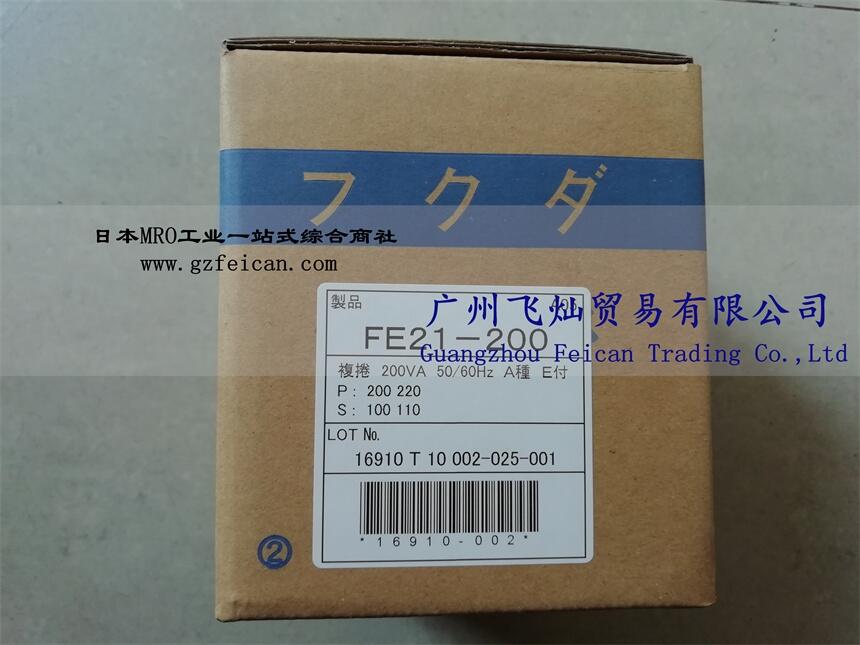 フクダ
日本MRO工业一站式综合商社
www.gzfeican.com
製品
广州飞灿贸易有限公司
FE21-200
Guangzhou Feican Trading Co.,Ltd
複捲 200VA 50/60Hz A種 E付
P: 200 220
S: 100 110
LOT №.
16910 T 10 002-025-001
*16910-002*
②